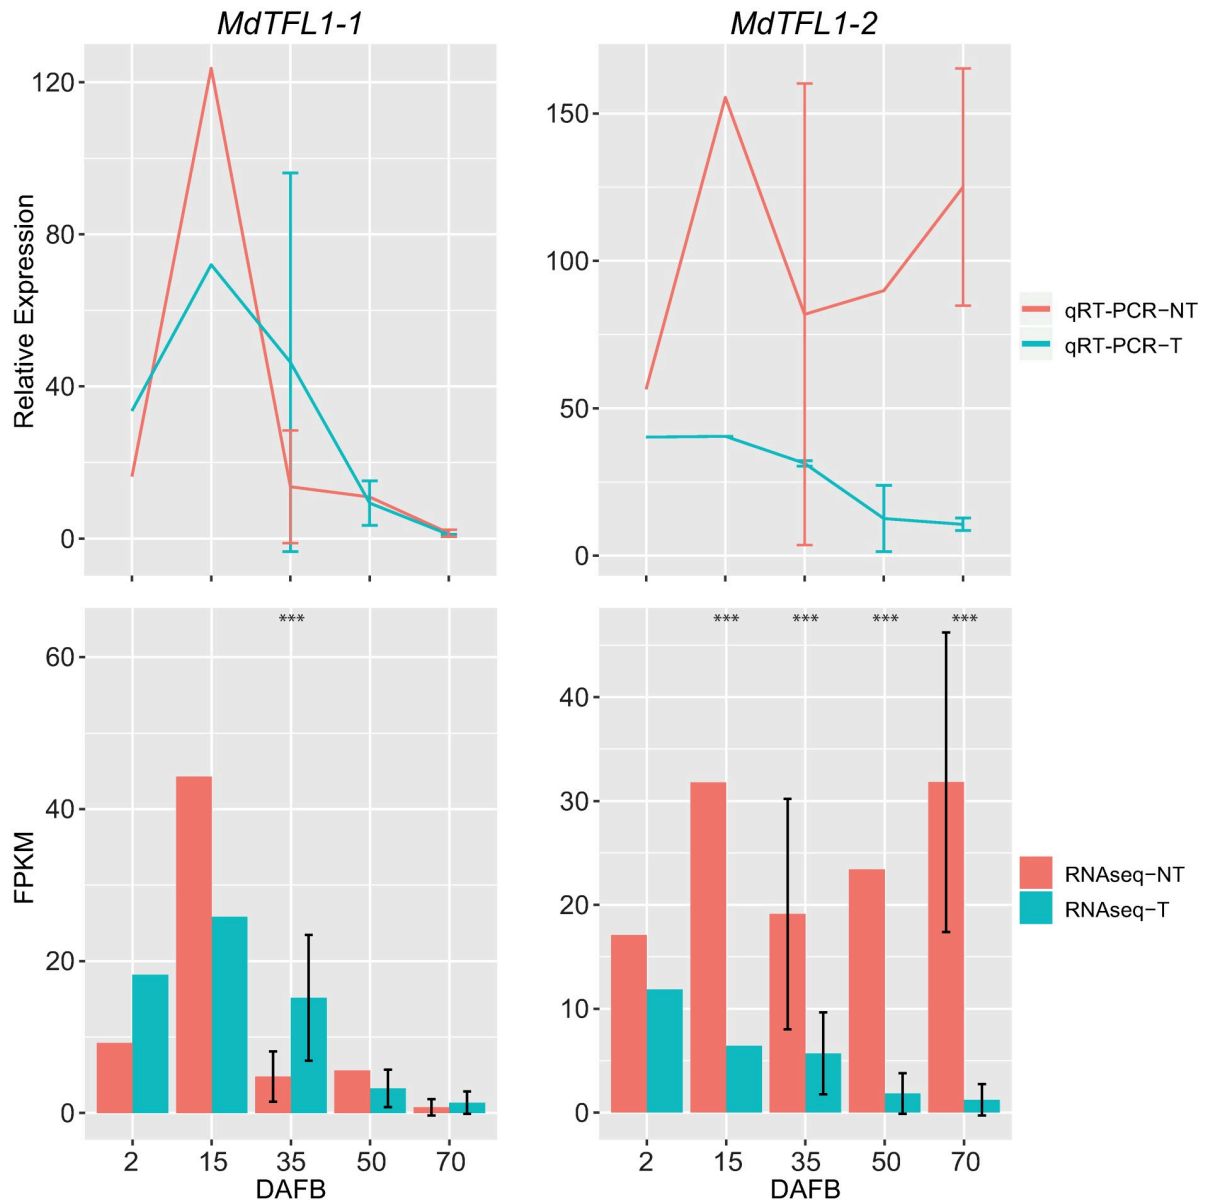 MdTFL1-1
MdTFL1-2
Relative Expression
120
80
40
0
150
100
50
0
qRT-PCR−NT
qRT-PCR−T
FPKM
60
40
20
0
***
2 15 35 50 70
DAFB
40
30
20
10
0
*** *** *** ***
2 15 35 50 70
DAFB
RNAseq−NT
RNAseq−T